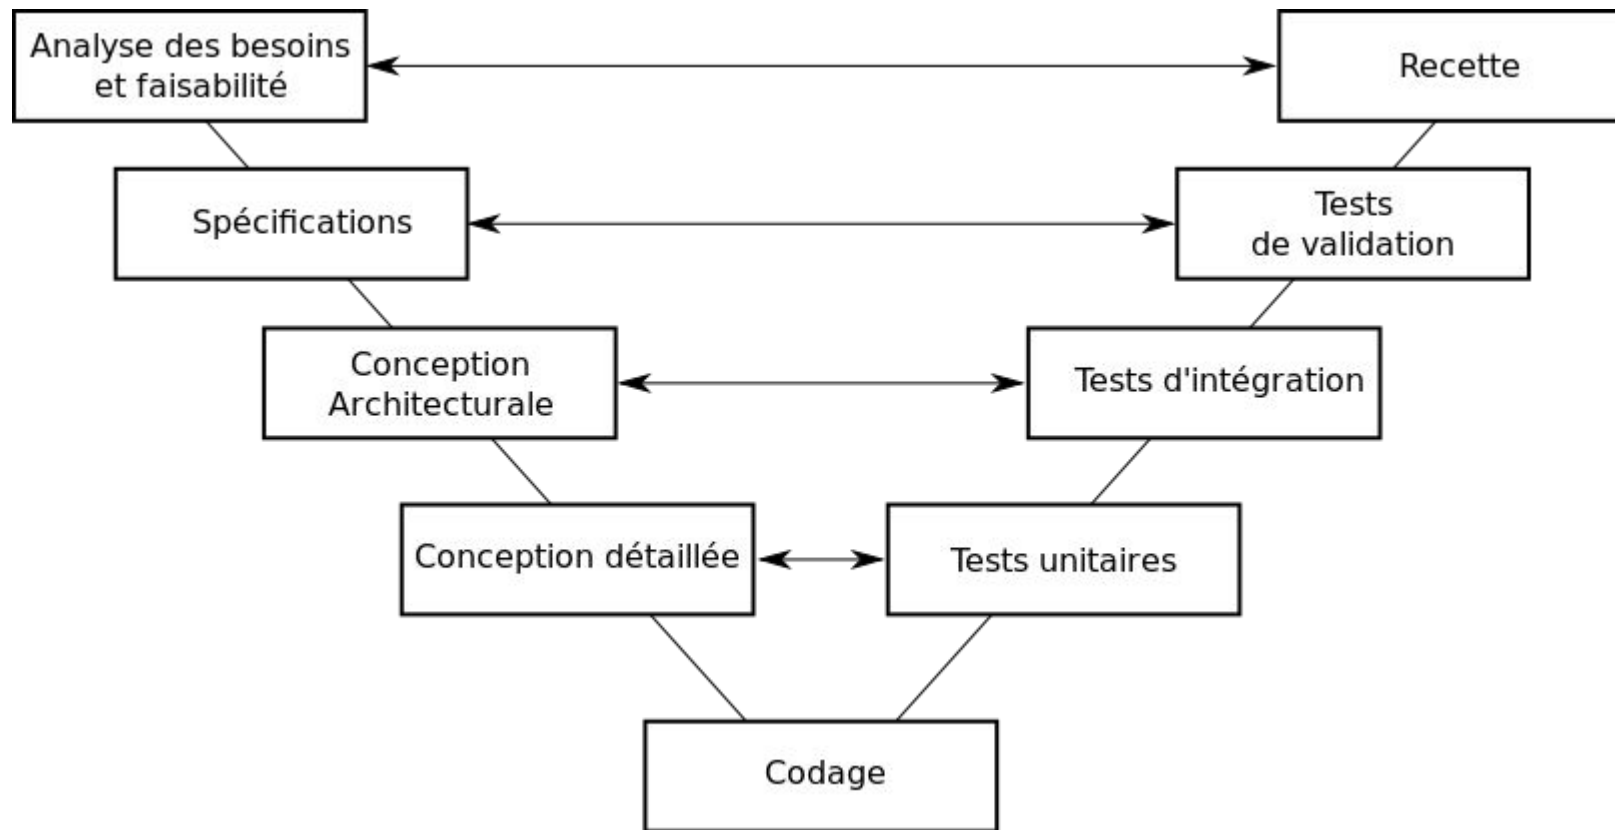 Analyse des besoins
et faisabilité
Recette
Spécifications
Tests
de validation
Conception
Architecturale
Tests d'intégration
Conception détaillée
Tests unitaires
Codage